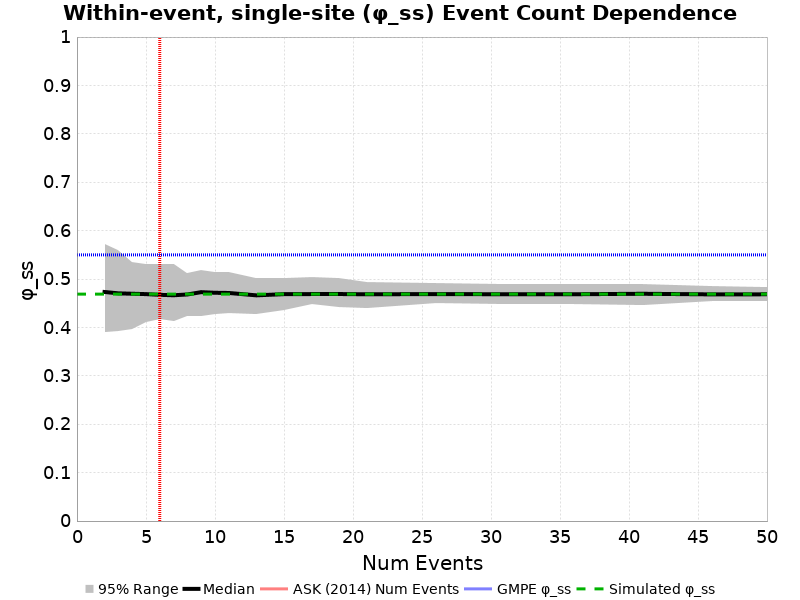 Within-event, single-site (φ_ss) Event Count Dependence
1
0.9
0.8
0.7
0.6
0.5
0.4
0.3
0.2
0.1
0
φ_ss
0 5 10 15 20 25 30 35 40 45 50
Num Events
95% Range Median ASK (2014) Num Events GMPE φ_ss Simulated φ_ss